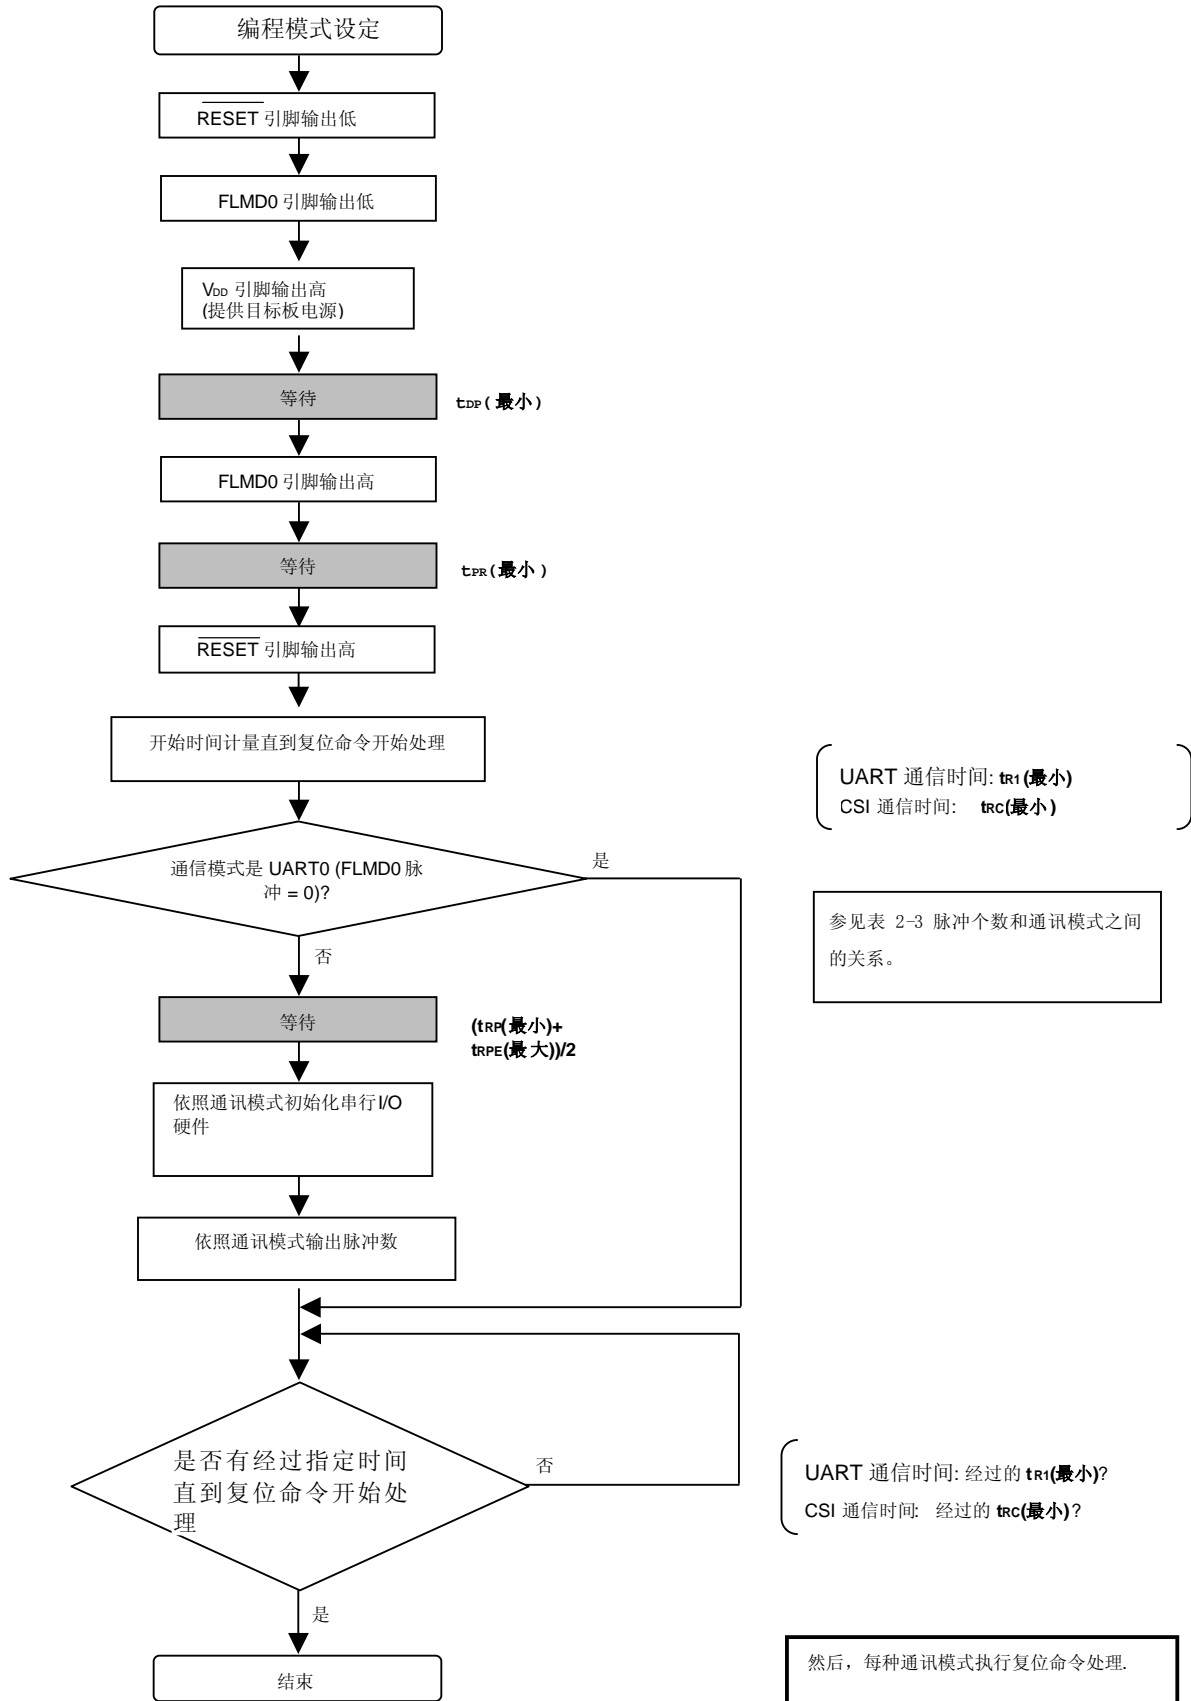 编程模式设定
RESET 引脚输出低
FLMD0 引脚输出低
VDD 引脚输出高
(提供目标板电源)
等待
tDP(最小)
FLMD0 引脚输出高
等待
tPR(最小)
RESET 引脚输出高
开始时间计量直到复位命令开始处理
UART 通信时间: tR1(最小)
CSI 通信时间: tRC(最小)
通信模式是 UART0 (FLMD0 脉
冲 = 0)?
是
参见表 2-3 脉冲个数和通讯模式之间
的关系。
否
等待
(tRP(最小)+
tRPE(最大))/2
依照通讯模式初始化串行 I/O
硬件
依照通讯模式输出脉冲数
是否有经过指定时间
直到复位命令开始处
理
否
UART 通信时间: 经过的 tR1(最小)?
CSI 通信时间: 经过的 tRC(最小)?
是
结束
然后，每种通讯模式执行复位命令处理.